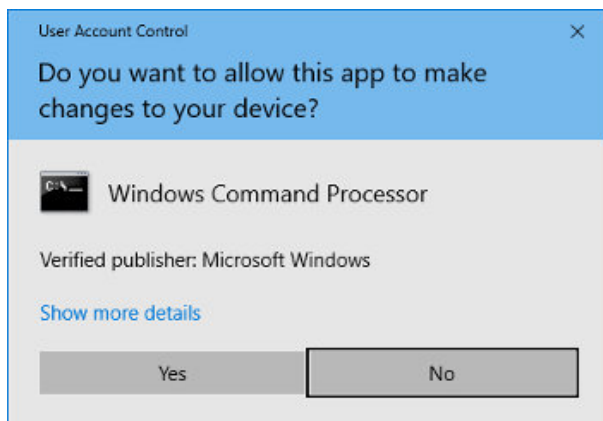 User Account Control
Do you want to allow this app to make
changes to your device?
C:\_
Windows Command Processor
Verified publisher: Microsoft Windows
Show more details
Yes
No